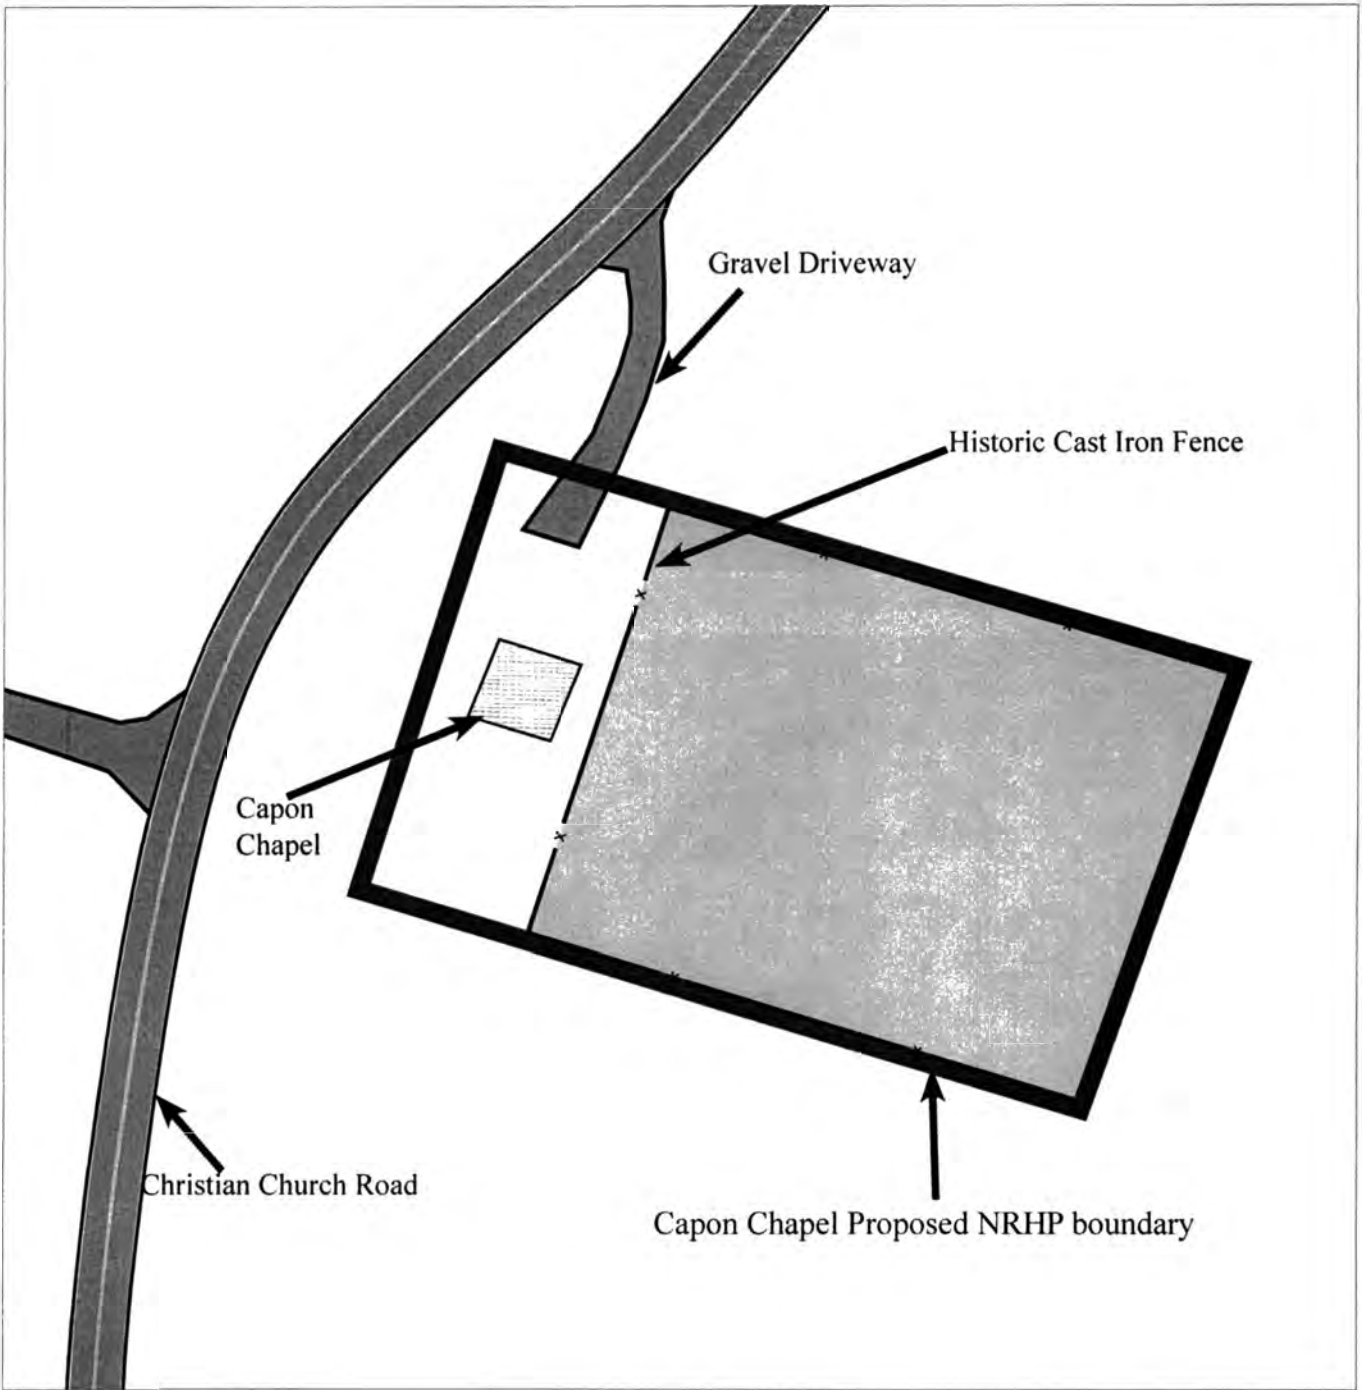 Gravel Driveway
Historic Cast Iron Fence
Capon
Chapel
Christian Church Road
Capon Chapel Proposed NRHP boundary